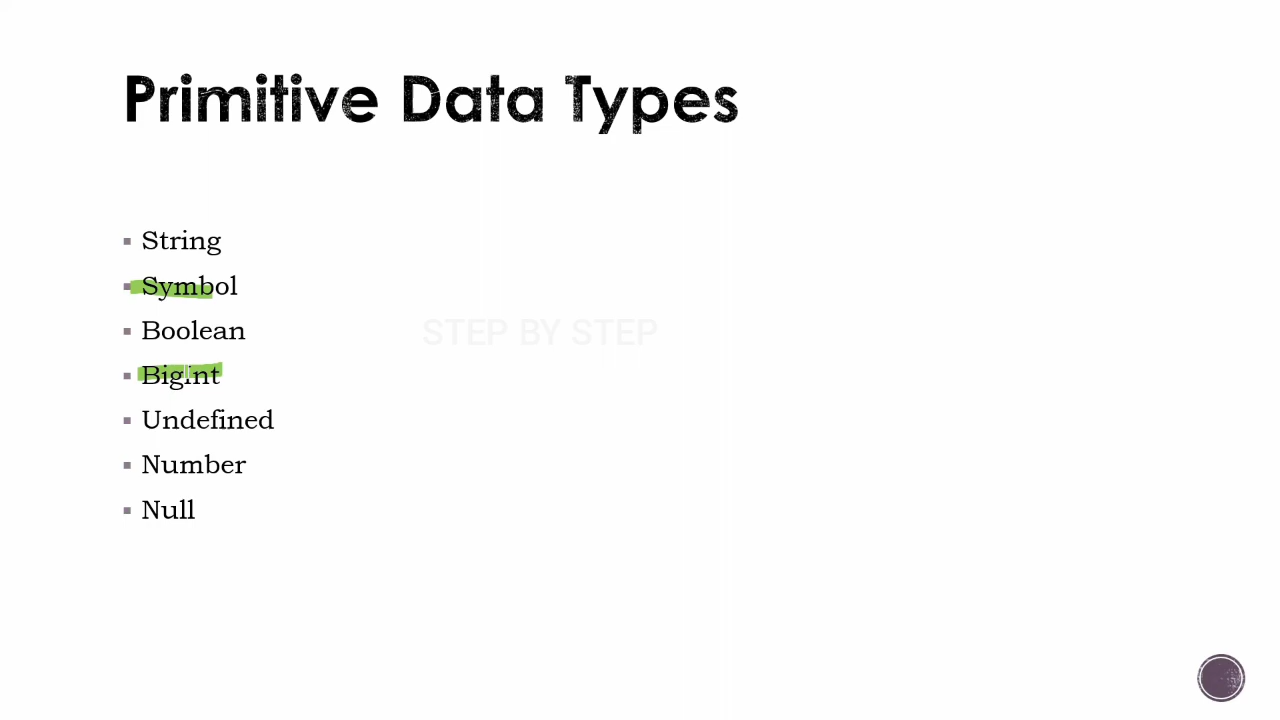 Primitive Data Types
String
Symbol
Boolean
STEP BY STEP
Bigint
Undefined
Number
Null